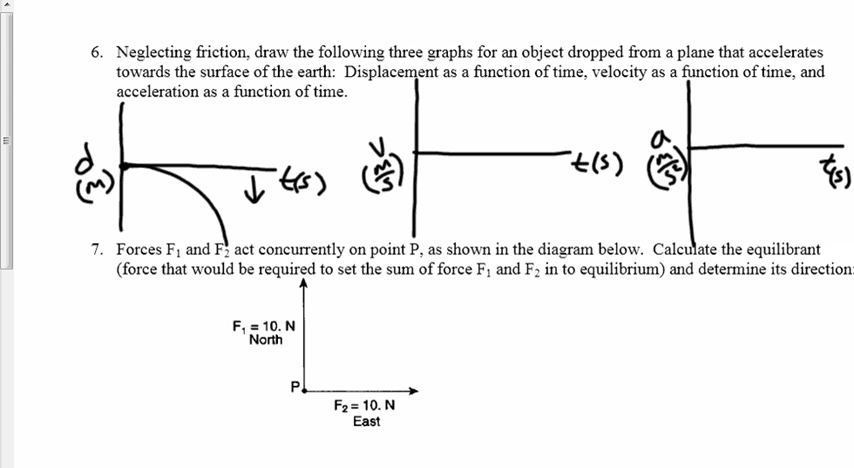 6. Neglecting friction, draw the following three graphs for an object dropped from a plane that accelerates
towards the surface of the earth: Displacement as a function of time, velocity as a function of time, and
acceleration as a function of time.
d
(m)
t(s)
v
(m/s)
t(s)
a
(m/s²)
t(s)
7. Forces F₁ and F₂ act concurrently on point P, as shown in the diagram below. Calculate the equilibrant
(force that would be required to set the sum of force F₁ and F₂ in to equilibrium) and determine its direction:
F₁ = 10. N
North
P
F₂ = 10. N
East